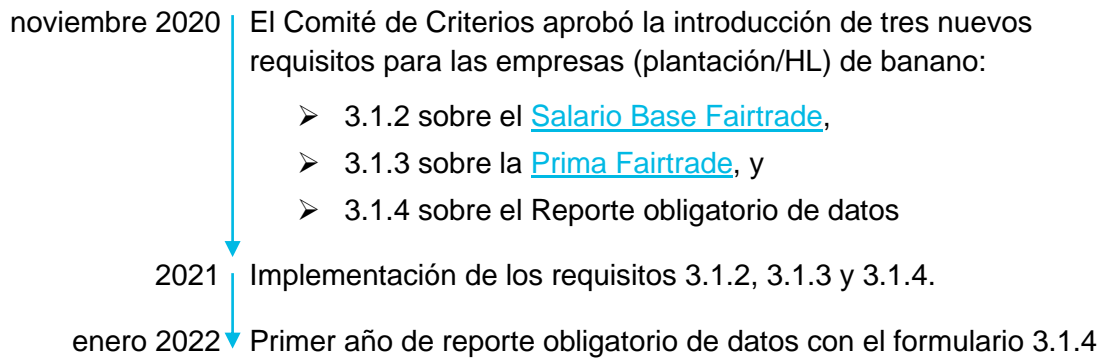 noviembre 2020 El Comité de Criterios aprobó la introducción de tres nuevos
requisitos para las empresas (plantación/HL) de banano:
➢ 3.1.2 sobre el Salario Base Fairtrade,
➢ 3.1.3 sobre la Prima Fairtrade, y
➢ 3.1.4 sobre el Reporte obligatorio de datos
2021 Implementación de los requisitos 3.1.2, 3.1.3 y 3.1.4.
enero 2022 Primer año de reporte obligatorio de datos con el formulario 3.1.4